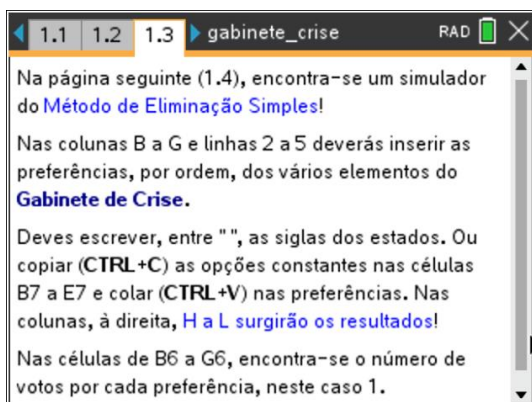 1.1 1.2 1.3 gabinete_crise RAD
Na página seguinte (1.4), encontra-se um simulador
do Método de Eliminação Simples!
Nas colunas B a G e linhas 2 a 5 deverás inserir as
preferências, por ordem, dos vários elementos do
Gabinete de Crise.
Deves escrever, entre " ", as siglas dos estados. Ou
copiar (CTRL+C) as opções constantes nas células
B7 a E7 e colar (CTRL+V) nas preferências. Nas
colunas, à direita, H a L surgirão os resultados!
Nas células de B6 a G6, encontra-se o número de
votos por cada preferência, neste caso 1.